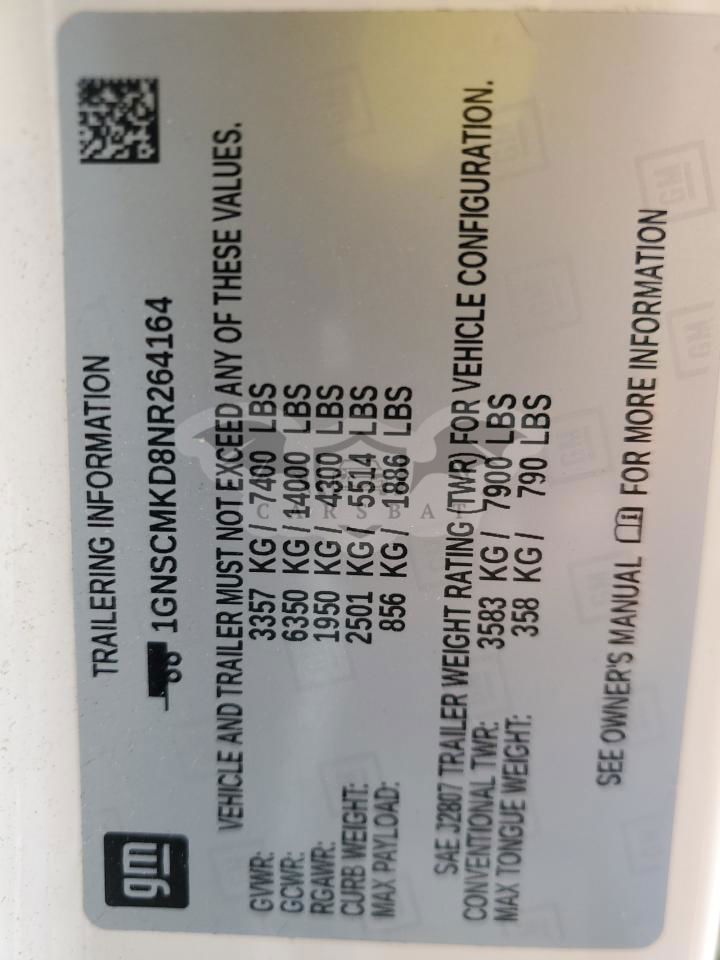 gm
TRAILERING INFORMATION
1GNSCMKD8NR264164
VEHICLE AND TRAILER MUST NOT EXCEED ANY OF THESE VALUES.
GVWR: 3357 KG / 7400 LBS
GCWR: 6350 KG / 14000 LBS
RGAWR: 1950 KG / 4300 LBS
CURB WEIGHT: 2501 KG / 5514 LBS
MAX PAYLOAD: 856 KG / 1886 LBS
SAE J2807 TRAILER WEIGHT RATING (TWR) FOR VEHICLE CONFIGURATION.
CONVENTIONAL TWR: 3583 KG / 7900 LBS
MAX TONGUE WEIGHT: 358 KG / 790 LBS
SEE OWNER'S MANUAL FOR MORE INFORMATION
CARSBAT